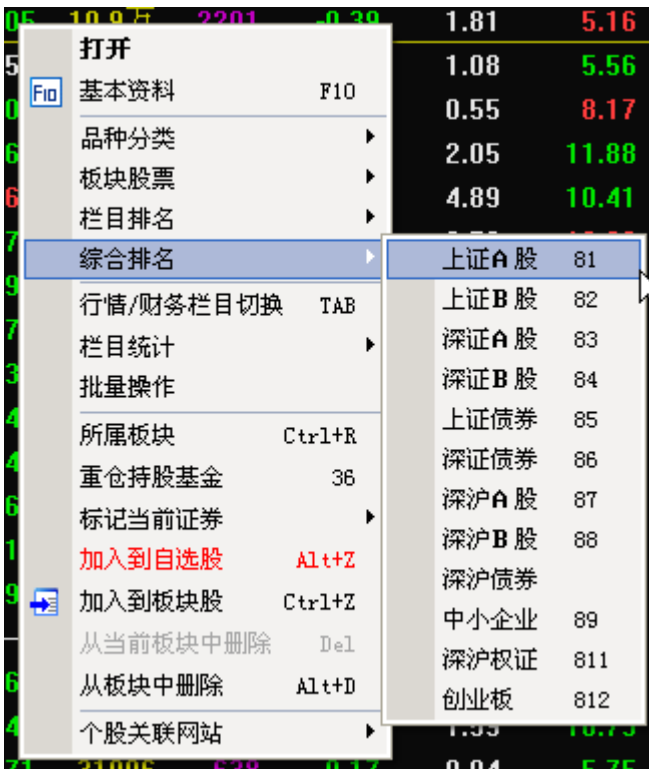 10.9万 2201 -0.39 1.81 5.16
打开
1.08 5.56
F10 基本资料 F10
0.55 8.17
品种分类
2.05 11.88
板块股票
4.89 10.41
栏目排名
综合排名
上证A股 81
行情/财务栏目切换 TAB
上证B股 82
栏目统计
深证A股 83
批量操作
深证B股 84
所属板块 Ctrl+R
上证债券 85
重仓持股基金 36
深证债券 86
标记当前证券
深沪A股 87
加入到自选股 Alt+Z
深沪B股 88
加入到板块股 Ctrl+Z
深沪债券
从当前板块中删除 Del
中小企业 89
从板块中删除 Alt+D
深沪权证 811
创业板 812
个股关联网站